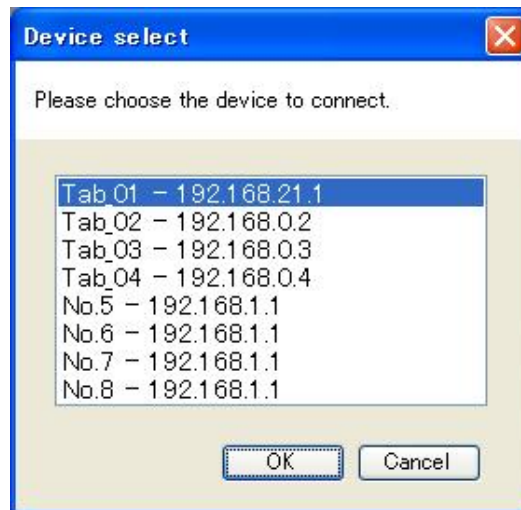 Device select
Please choose the device to connect.
Tab_01 - 192.168.21.1
Tab_02 - 192.168.0.2
Tab_03 - 192.168.0.3
Tab_04 - 192.168.0.4
No.5 - 192.168.1.1
No.6 - 192.168.1.1
No.7 - 192.168.1.1
No.8 - 192.168.1.1
OK Cancel